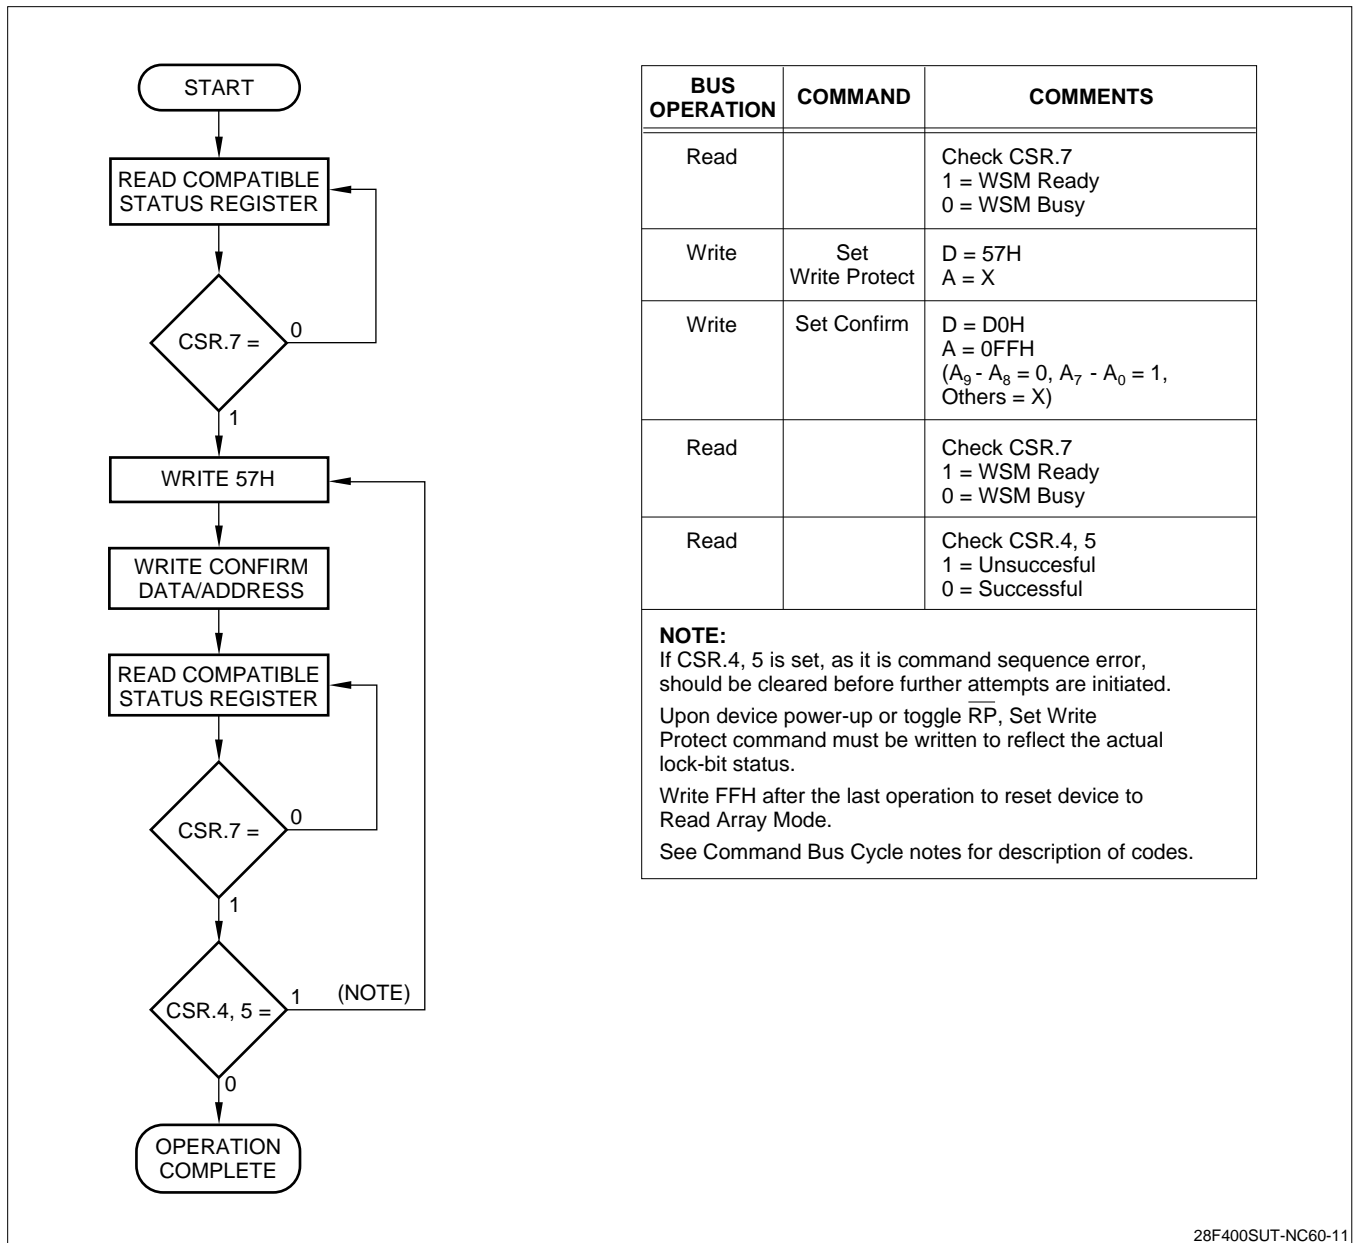 START
READ COMPATIBLE
STATUS REGISTER
CSR.7 =
0
1
WRITE 57H
WRITE CONFIRM
DATA/ADDRESS
READ COMPATIBLE
STATUS REGISTER
CSR.7 =
0
1
CSR.4, 5 =
1
(NOTE)
0
OPERATION
COMPLETE
BUS
OPERATION
COMMAND
COMMENTS
Read
Check CSR.7
1 = WSM Ready
0 = WSM Busy
Write
Set
Write Protect
D = 57H
A = X
Write
Set Confirm
D = D0H
A = 0FFH
(A9 - A8 = 0, A7 - A0 = 1,
Others = X)
Read
Check CSR.7
1 = WSM Ready
0 = WSM Busy
Read
Check CSR.4, 5
1 = Unsuccesful
0 = Successful
NOTE:
If CSR.4, 5 is set, as it is command sequence error,
should be cleared before further attempts are initiated.
Upon device power-up or toggle R̅P̅, Set Write
Protect command must be written to reflect the actual
lock-bit status.
Write FFH after the last operation to reset device to
Read Array Mode.
See Command Bus Cycle notes for description of codes.
28F400SUT-NC60-11